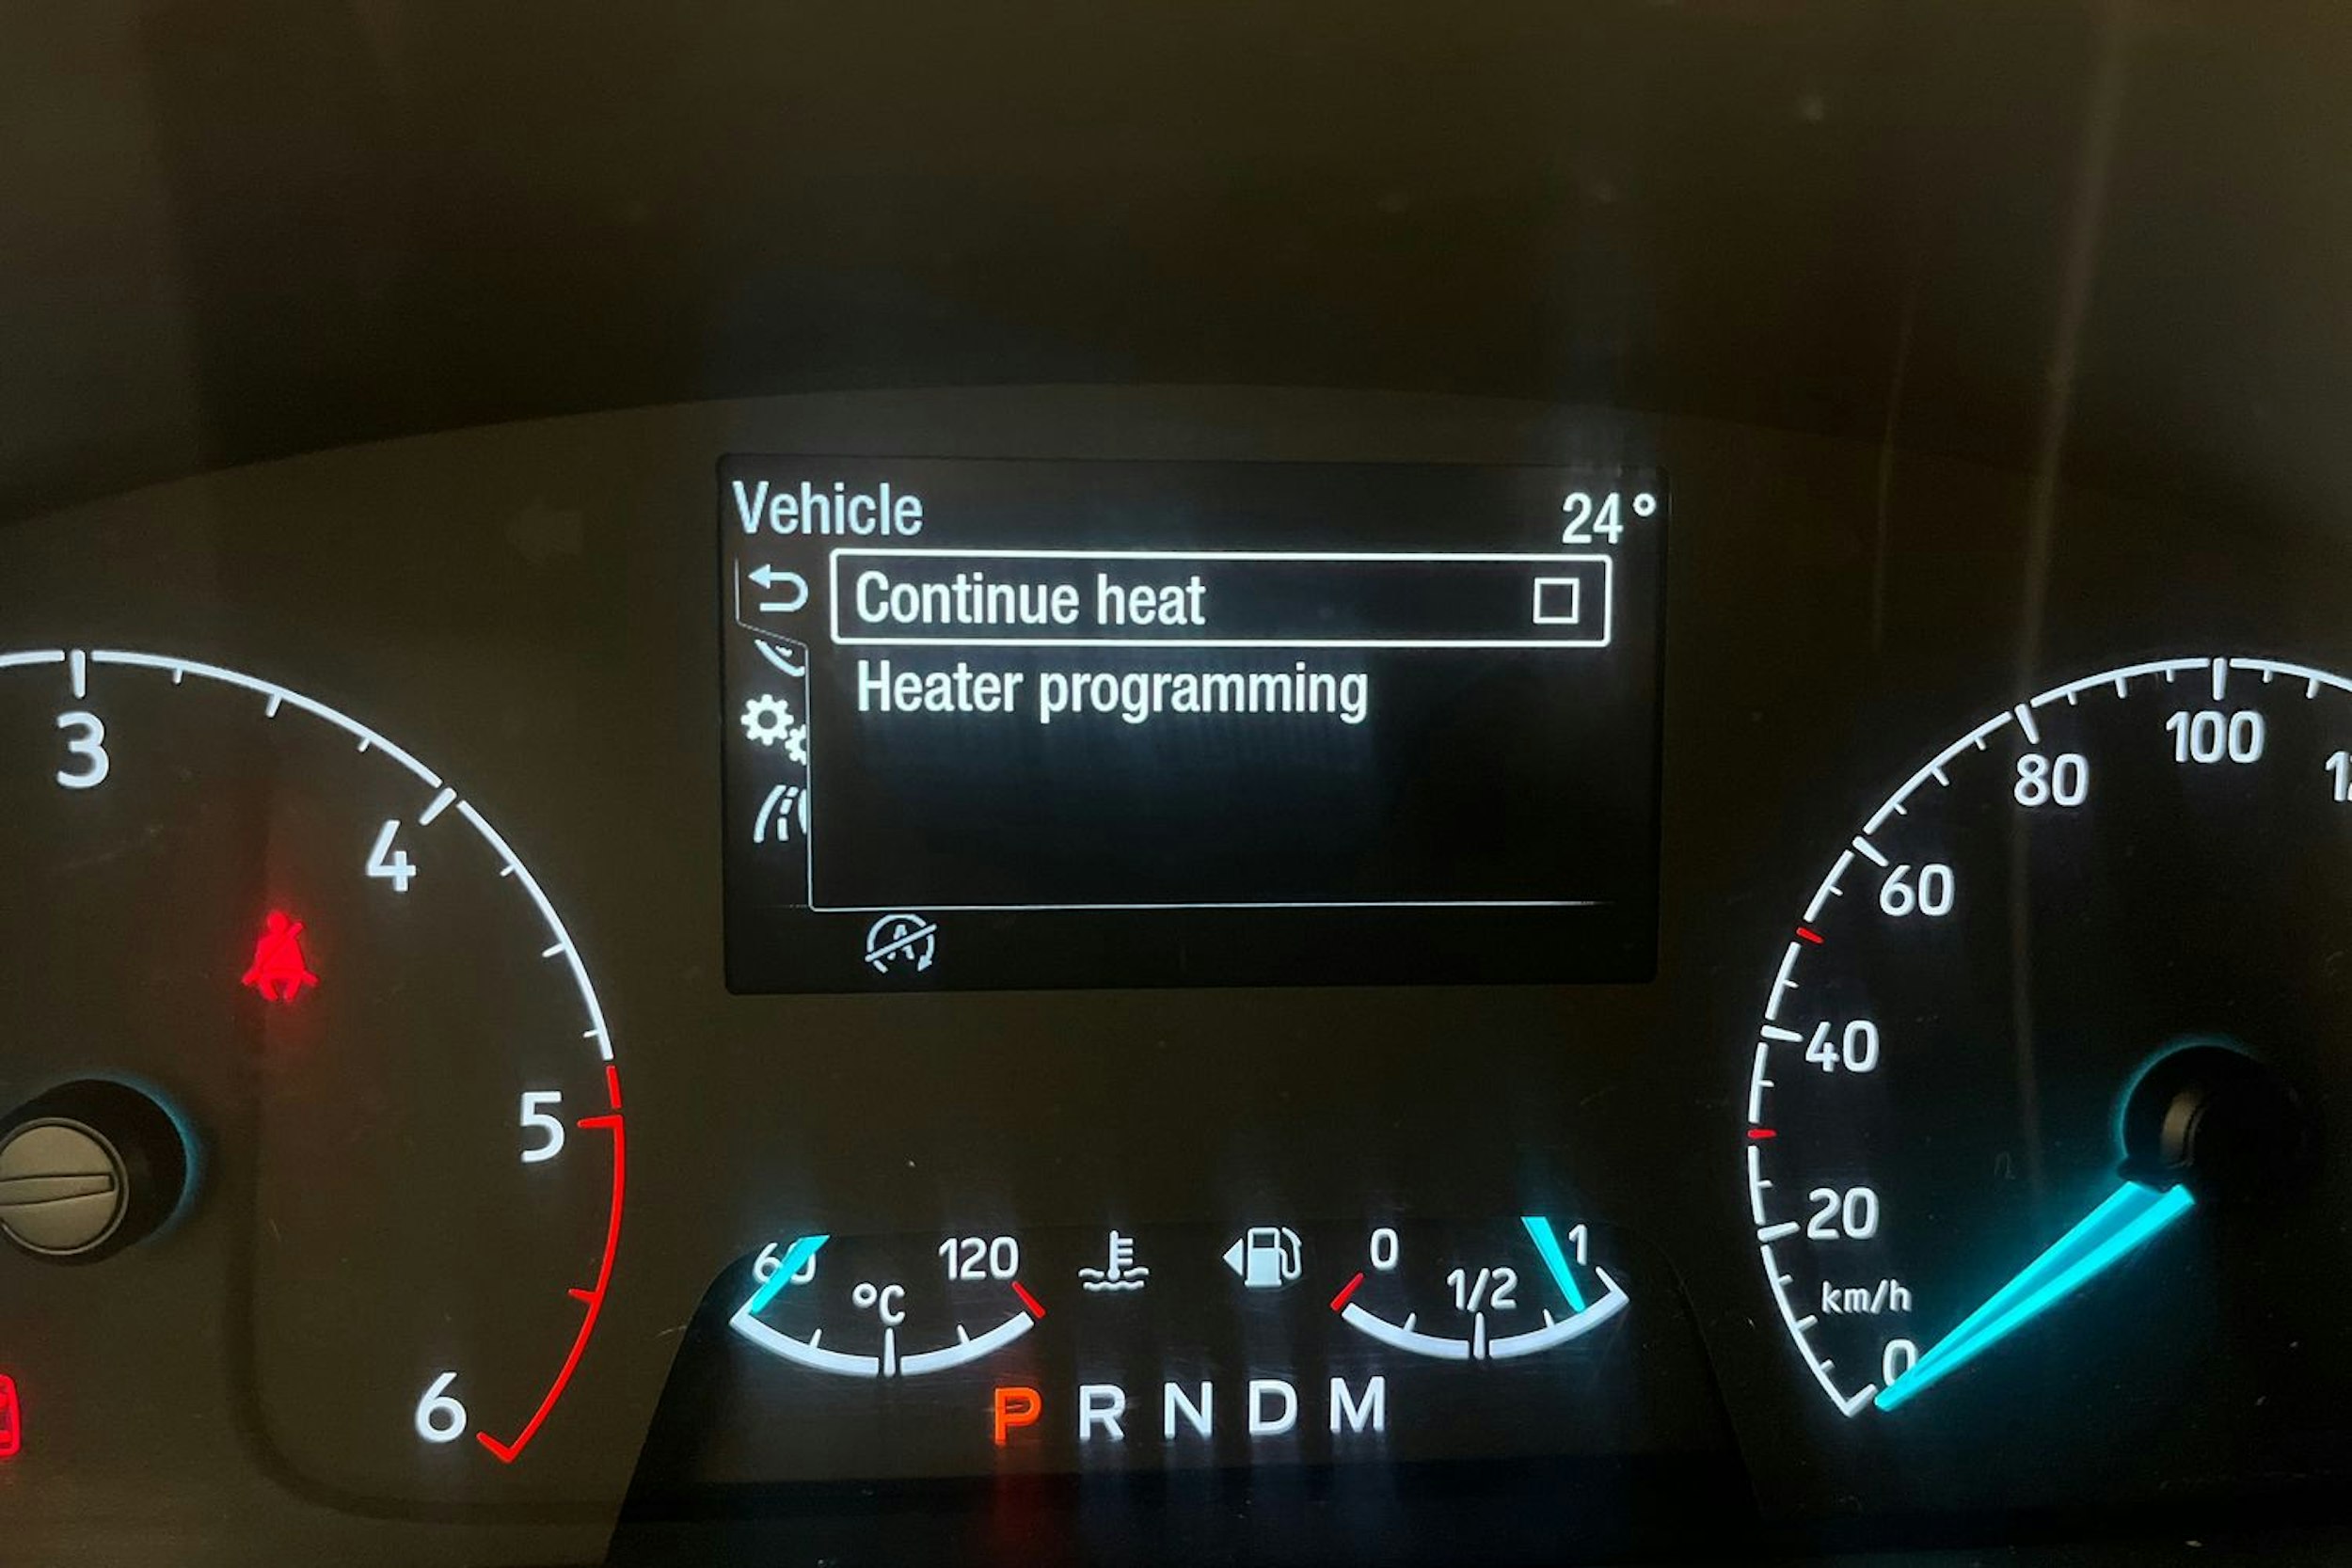 Vehicle 24°
Continue heat
Heater programming
3
4
5
6
60 120
°C
0 1/2 1
P R N D M
100
80
60
40
20
km/h
0